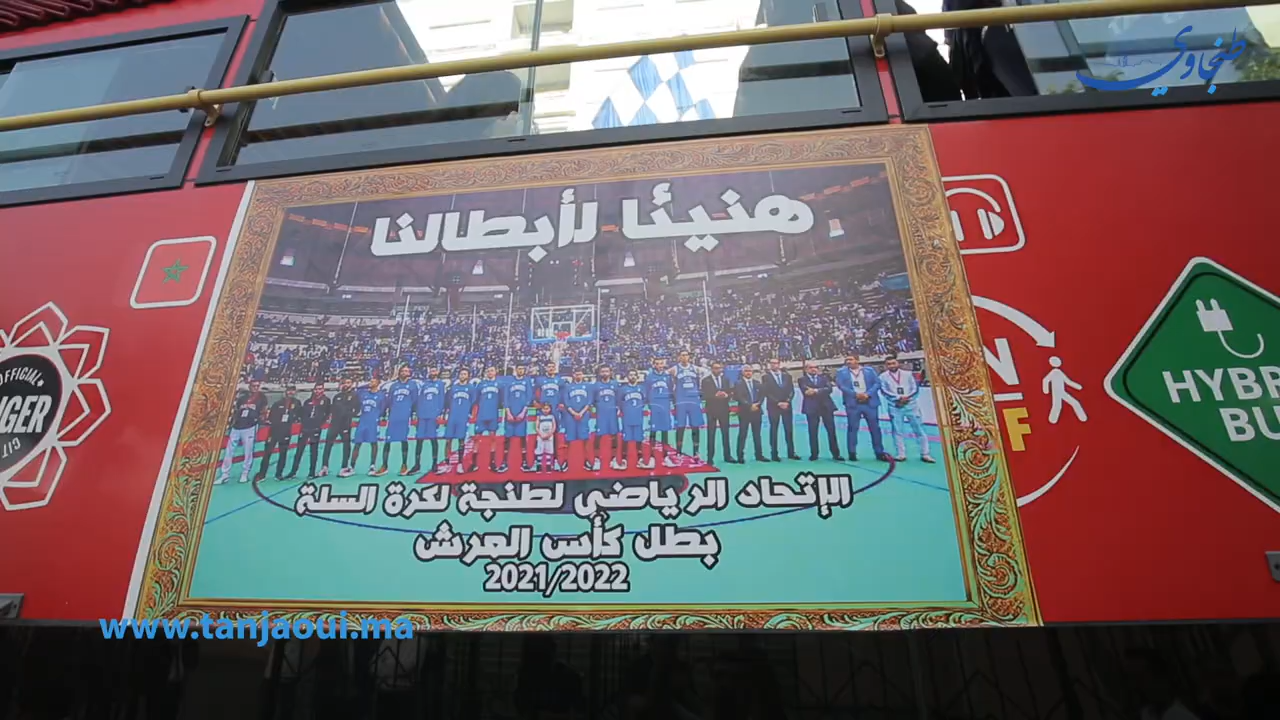 طنجاوي
هنيئا لأبطالنا
الإتحاد الرياضي لطنجة لكرة السلة
بطل كأس العرش
2021/2022
OFFICIAL
CIT
HYBR
BU
www.tanjaoui.ma